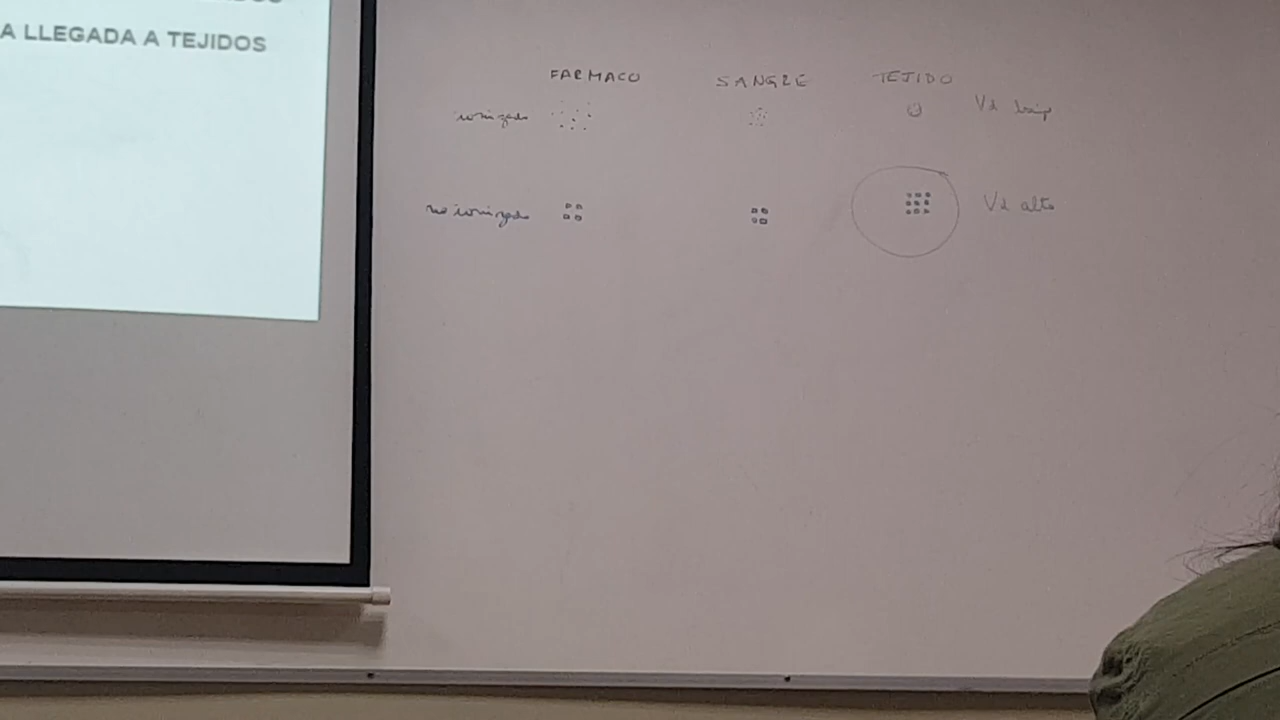 A LLEGADA A TEJIDOS
FARMACO SANGRE TEJIDO
ionizado Vd bajo
no ionizado Vd alto